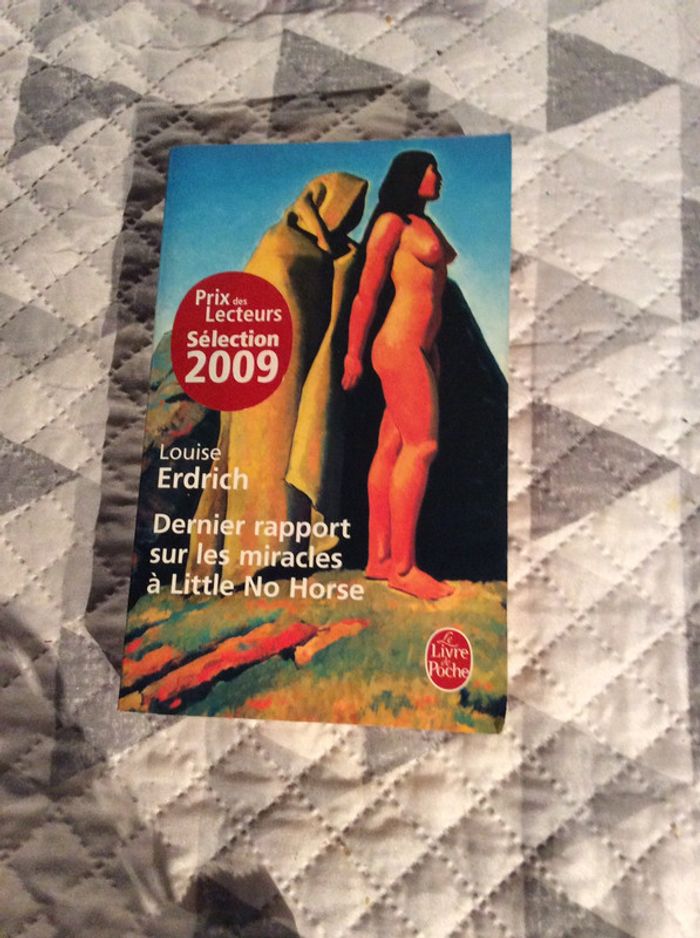 Prix des
Lecteurs
Sélection
2009
Louise
Erdrich
Dernier rapport
sur les miracles
à Little No Horse
Le
Livre
de
Poche